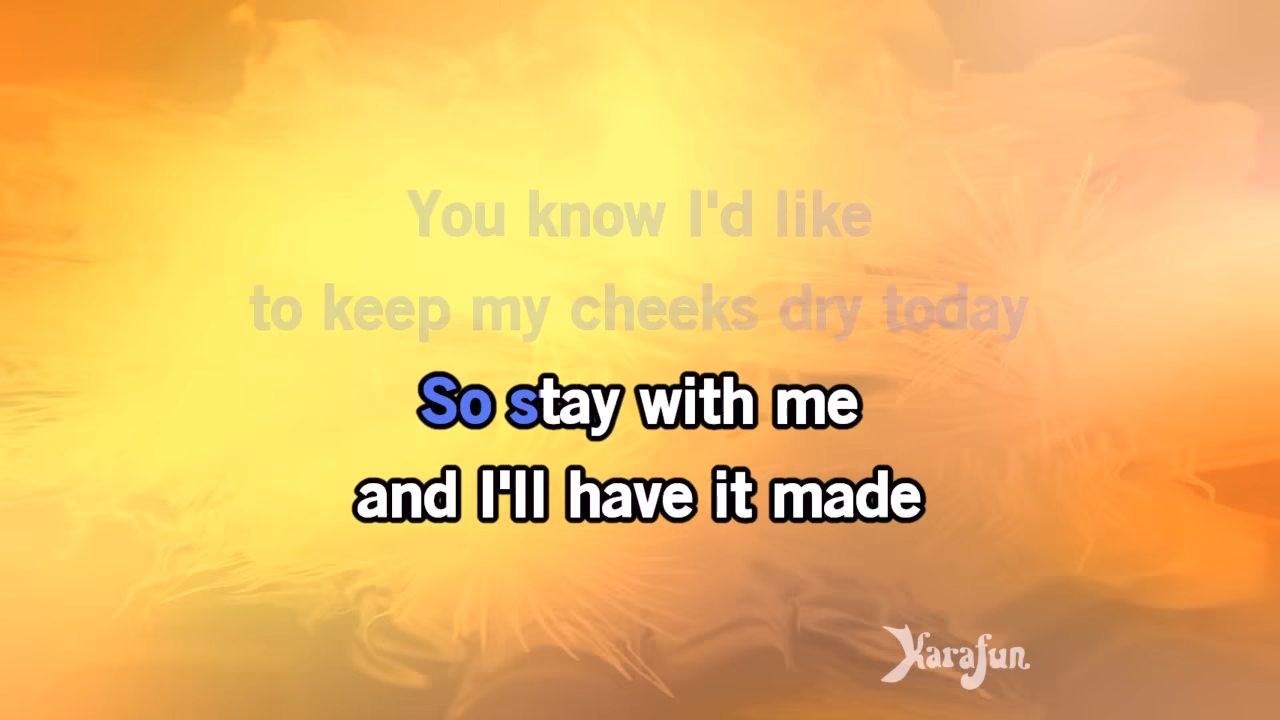 You know I'd like
to keep my cheeks dry today
So stay with me
and I'll have it made
Karafun